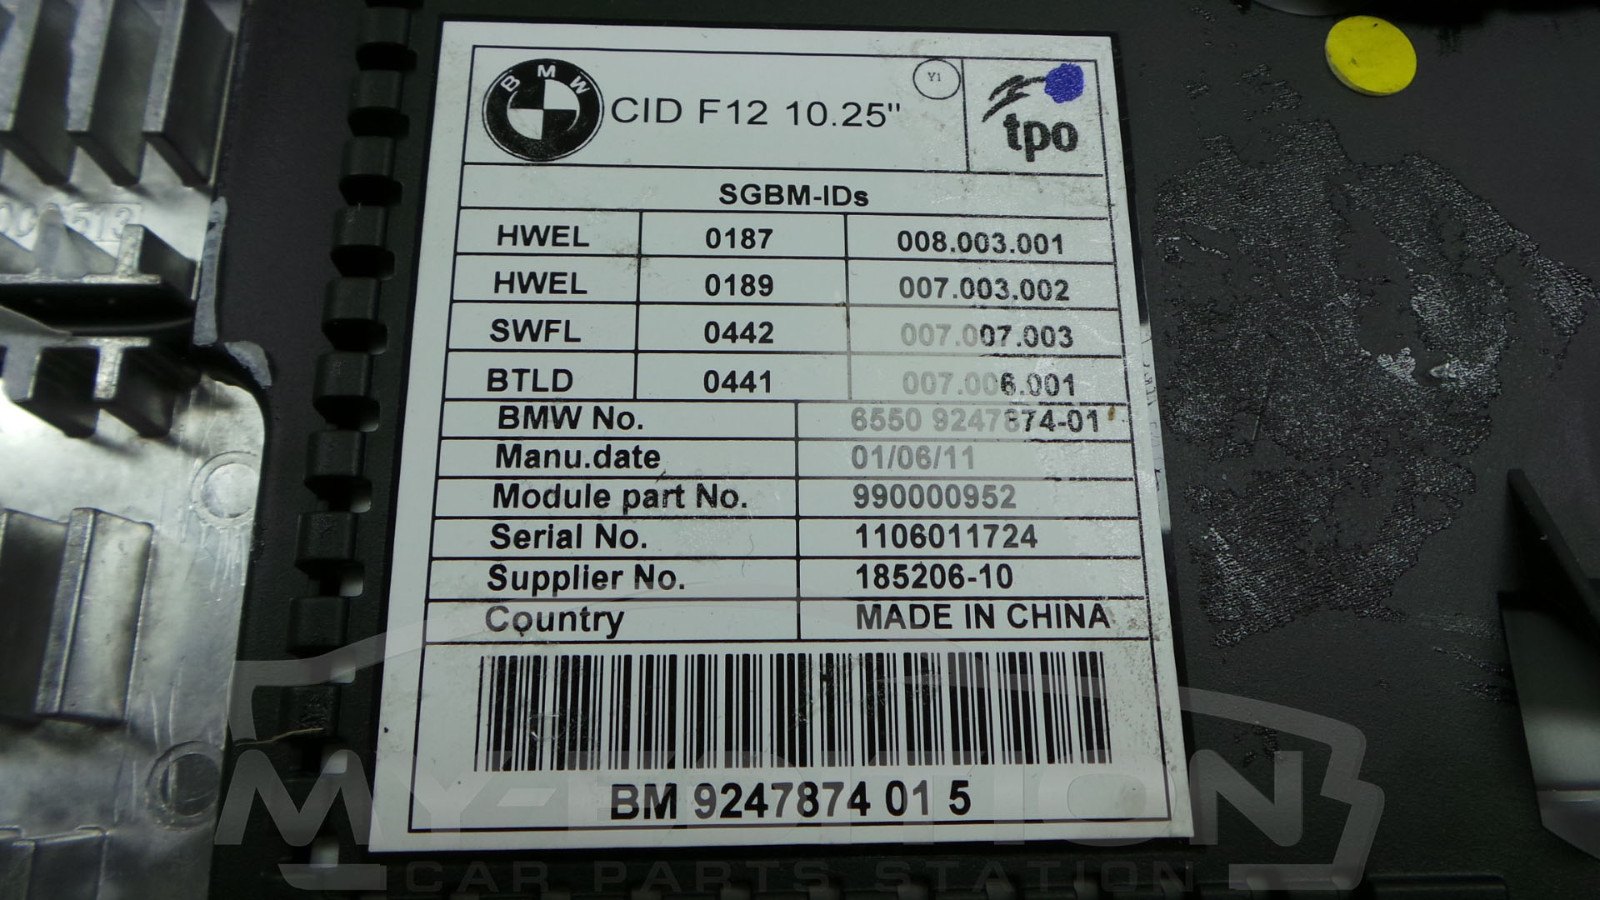 BMW
CID F12 10.25"
Y1
tpo
SGBM-IDs
HWEL 0187 008.003.001
HWEL 0189 007.003.002
SWFL 0442 007.007.003
BTLD 0441 007.006.001
BMW No. 6550 9247874-01
Manu.date 01/06/11
Module part No. 990000952
Serial No. 1106011724
Supplier No. 185206-10
Country MADE IN CHINA
BM 9247874 01 5
MY-EDITION
CAR PARTS STATION